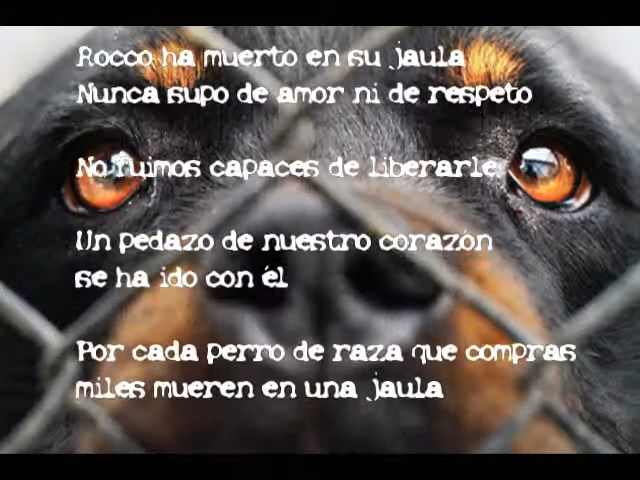 Rocco ha muerto en su jaula
Nunca supo de amor ni de respeto
No fuimos capaces de liberarle
Un pedazo de nuestro corazón
se ha ido con él
Por cada perro de raza que compras
miles mueren en una jaula